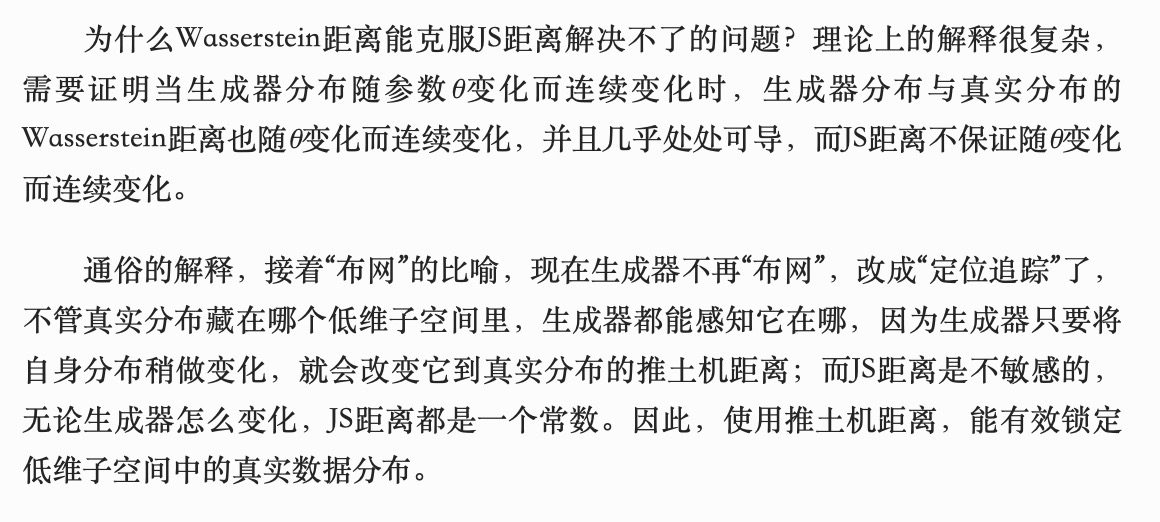 为什么Wasserstein距离能克服JS距离解决不了的问题？理论上的解释很复杂，
需要证明当生成器分布随参数θ变化而连续变化时，生成器分布与真实分布的
Wasserstein距离也随θ变化而连续变化，并且几乎处处可导，而JS距离不保证随θ变化
而连续变化。
通俗的解释，接着“布网”的比喻，现在生成器不再“布网”，改成“定位追踪”了，
不管真实分布藏在哪个低维子空间里，生成器都能感知它在哪，因为生成器只要将
自身分布稍做变化，就会改变它到真实分布的推土机距离；而JS距离是不敏感的，
无论生成器怎么变化，JS距离都是一个常数。因此，使用推土机距离，能有效锁定
低维子空间中的真实数据分布。